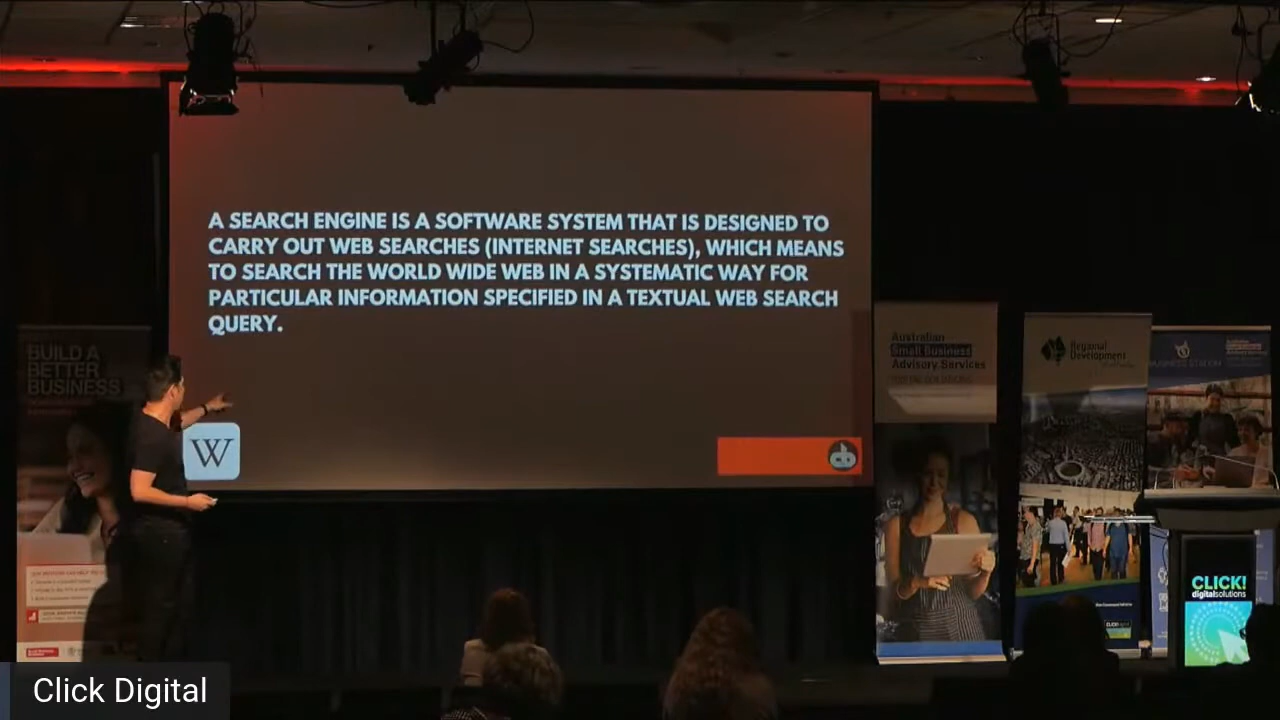 A SEARCH ENGINE IS A SOFTWARE SYSTEM THAT IS DESIGNED TO
CARRY OUT WEB SEARCHES (INTERNET SEARCHES), WHICH MEANS
TO SEARCH THE WORLD WIDE WEB IN A SYSTEMATIC WAY FOR
PARTICULAR INFORMATION SPECIFIED IN A TEXTUAL WEB SEARCH
QUERY.
W
BUILD A
BETTER
BUSINESS
Australian
Small Business
Advisory Services
Regional
Development
BUSINESS STATION
CLICK!
digitalsolutions
Click Digital